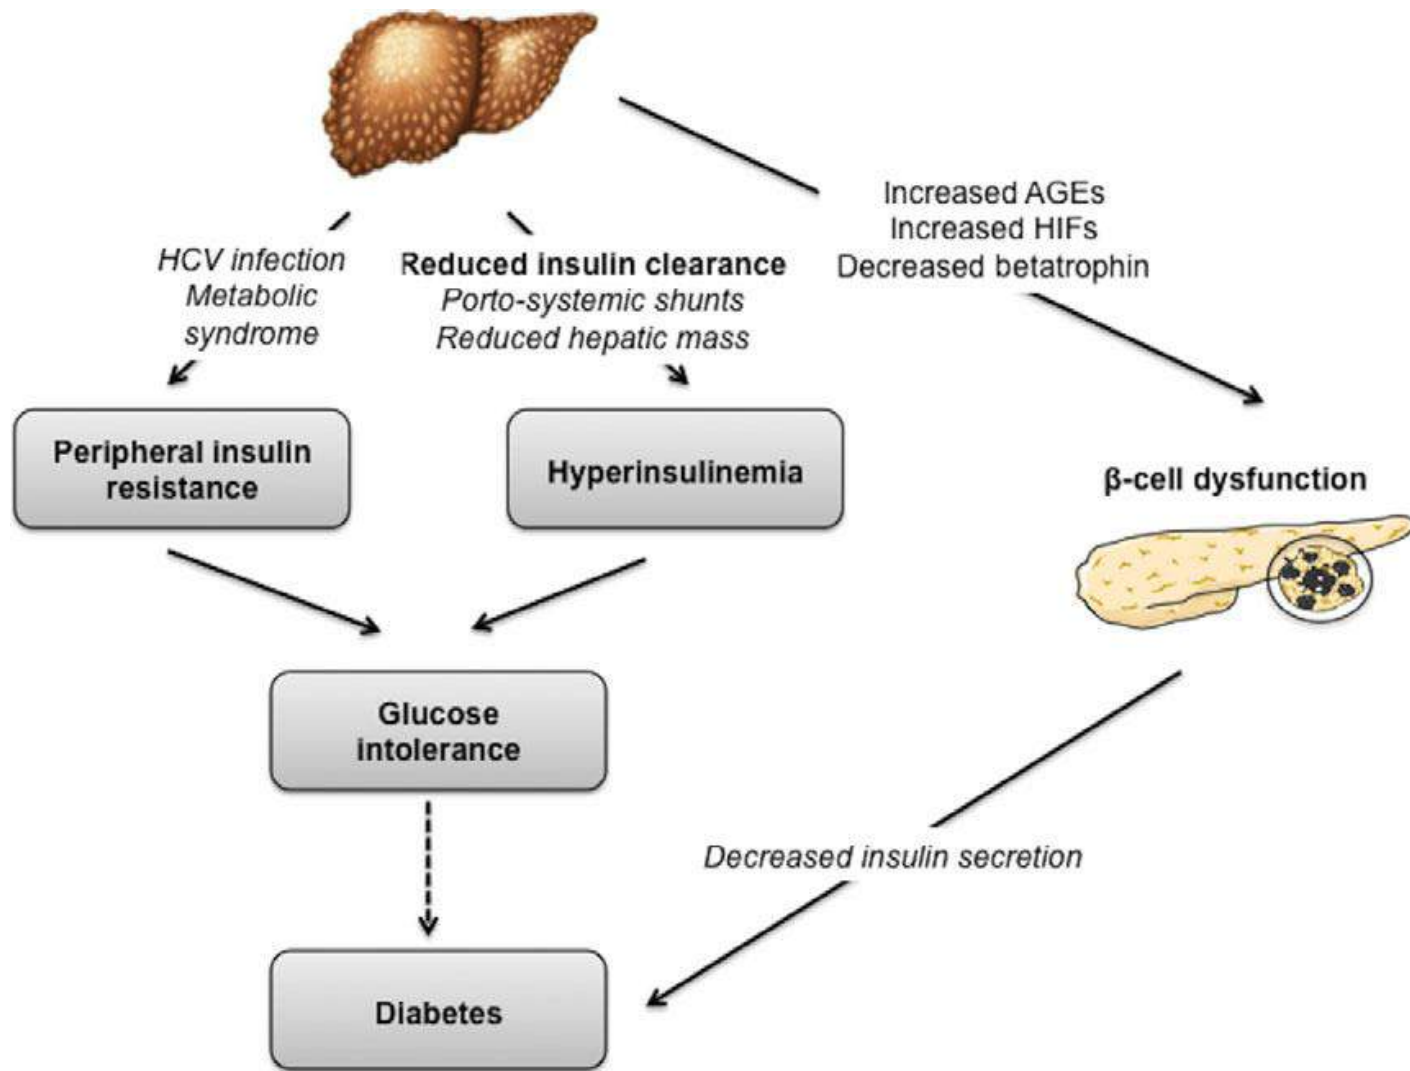 Increased AGEs
Increased HIFs
Decreased betatrophin
HCV infection
Metabolic
syndrome
Reduced insulin clearance
Porto-systemic shunts
Reduced hepatic mass
Peripheral insulin
resistance
Hyperinsulinemia
β-cell dysfunction
Glucose
intolerance
Decreased insulin secretion
Diabetes